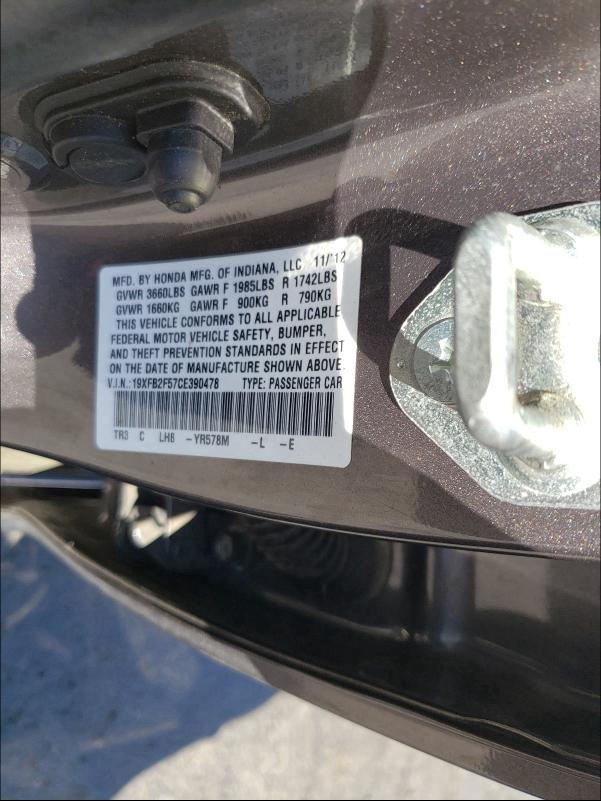 MFD. BY HONDA MFG. OF INDIANA, LLC 11/'12
GVWR 3660LBS GAWR F 1985LBS R 1742LBS
GVWR 1660KG GAWR F 900KG R 790KG
THIS VEHICLE CONFORMS TO ALL APPLICABLE
FEDERAL MOTOR VEHICLE SAFETY, BUMPER,
AND THEFT PREVENTION STANDARDS IN EFFECT
ON THE DATE OF MANUFACTURE SHOWN ABOVE.
V.I.N.: 19XFB2F57CE390478 TYPE: PASSENGER CAR
TR3 C LH8 -YR578M -L -E